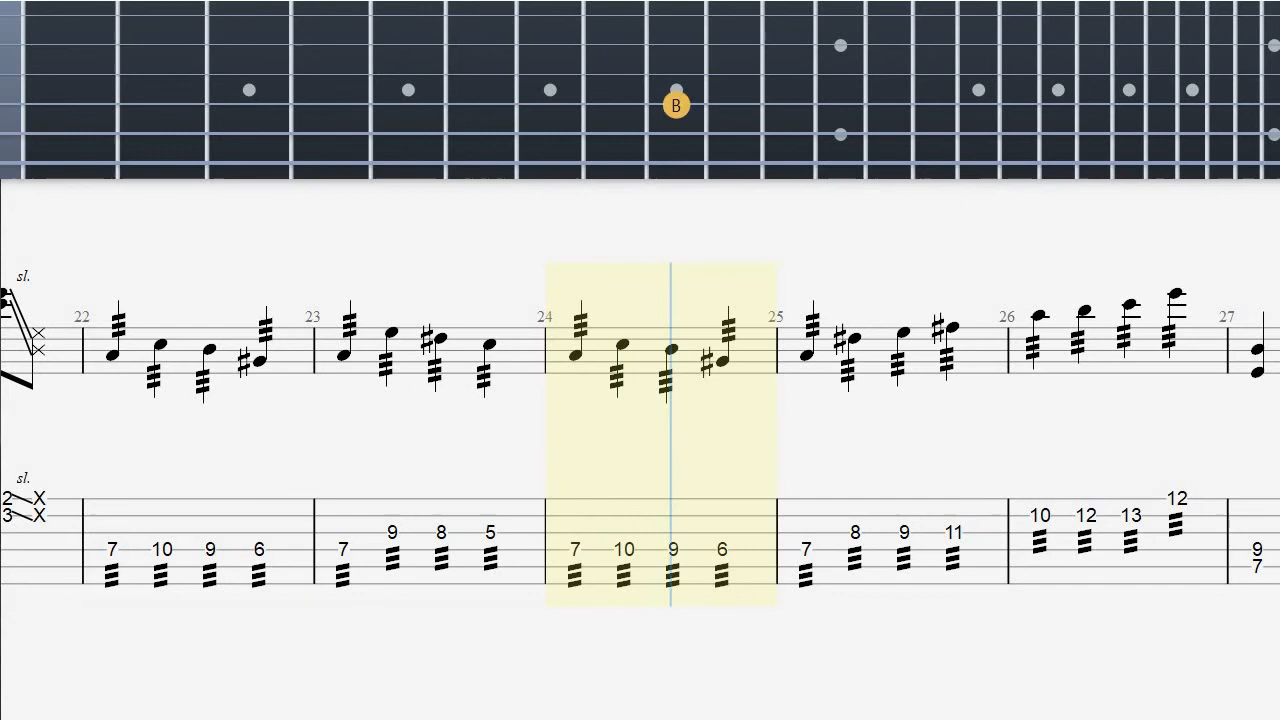 B
sl.
22 23 24 25 26 27
sl.
2 X 12
3 X 10 12 13
9 8 5 8 9 11
7 10 9 6 7 7 10 9 6 7 9
7